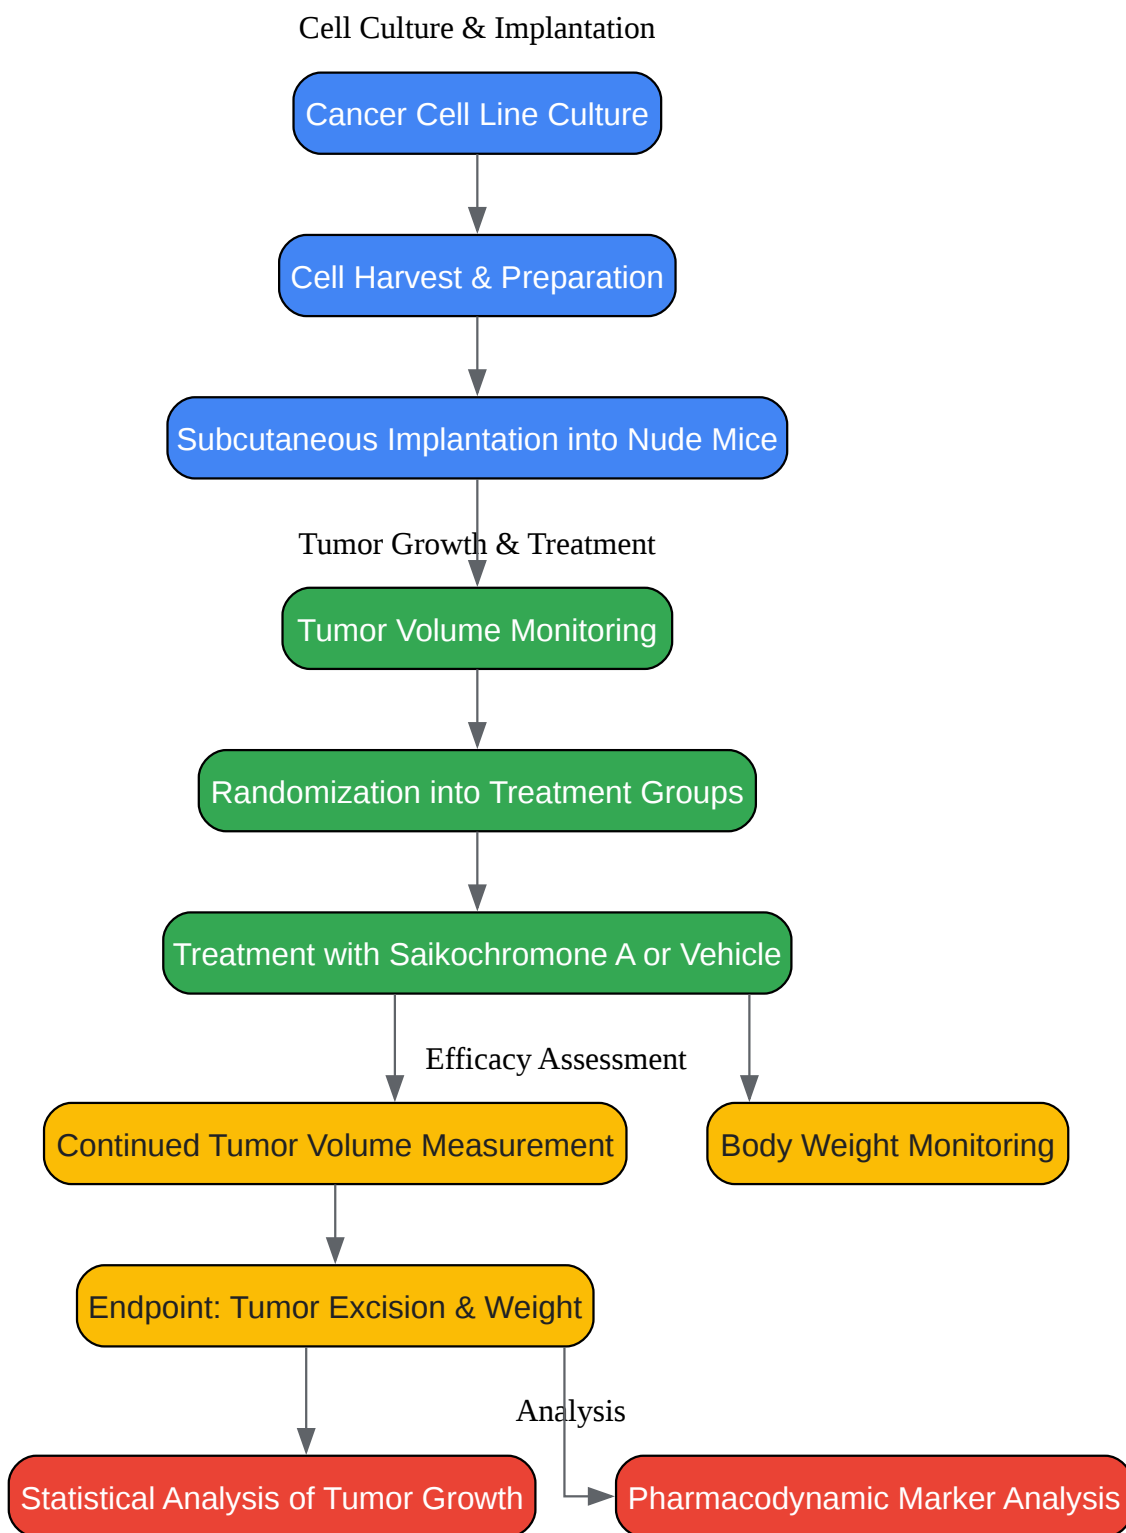 Cell Culture & Implantation
Cancer Cell Line Culture
Cell Harvest & Preparation
Subcutaneous Implantation into Nude Mice
Tumor Growth & Treatment
Tumor Volume Monitoring
Randomization into Treatment Groups
Treatment with Saikochromone A or Vehicle
Efficacy Assessment
Continued Tumor Volume Measurement
Body Weight Monitoring
Endpoint: Tumor Excision & Weight
Analysis
Statistical Analysis of Tumor Growth
Pharmacodynamic Marker Analysis